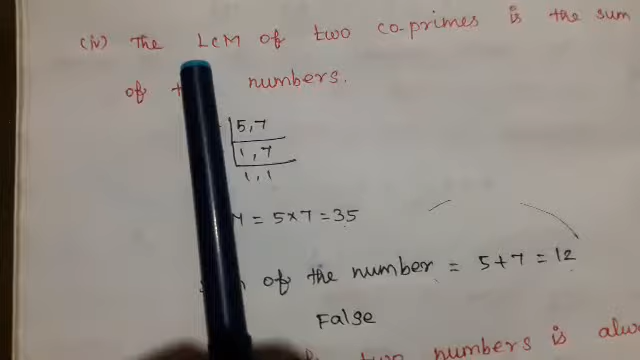 (iv) The LCM of two co-primes is the sum
of numbers.
5, 7
1, 7
1, 1
= 5×7 = 35
of the number = 5+7 = 12
False
two numbers is